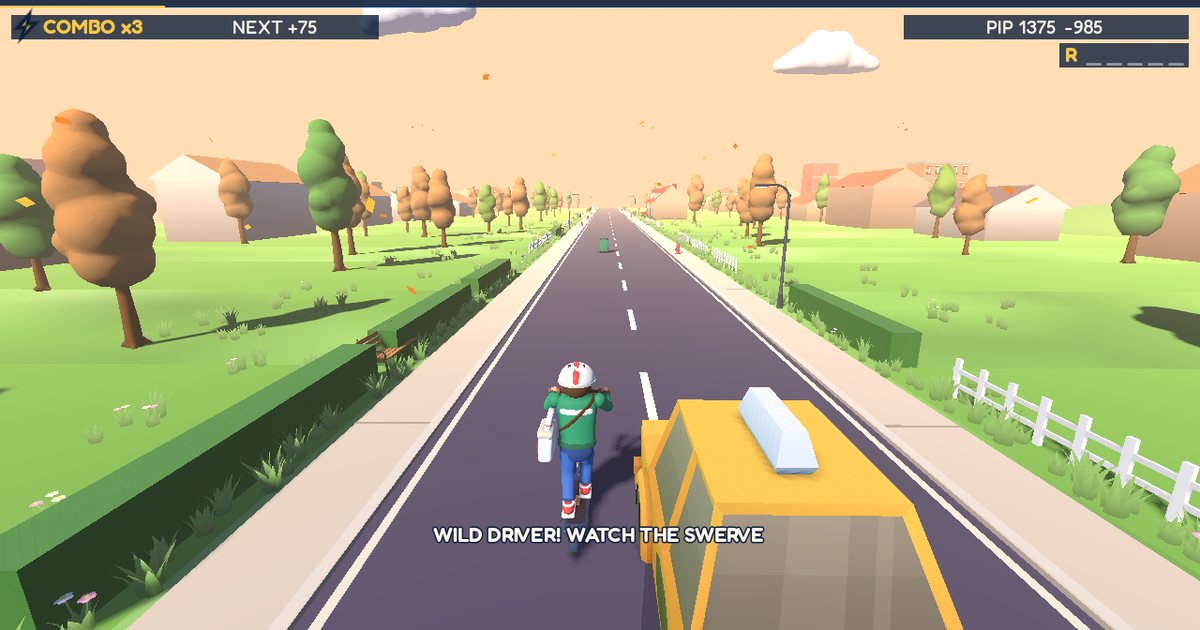 COMBO x3
NEXT +75
PIP 1375 -985
R _ _ _ _ _
WILD DRIVER! WATCH THE SWERVE